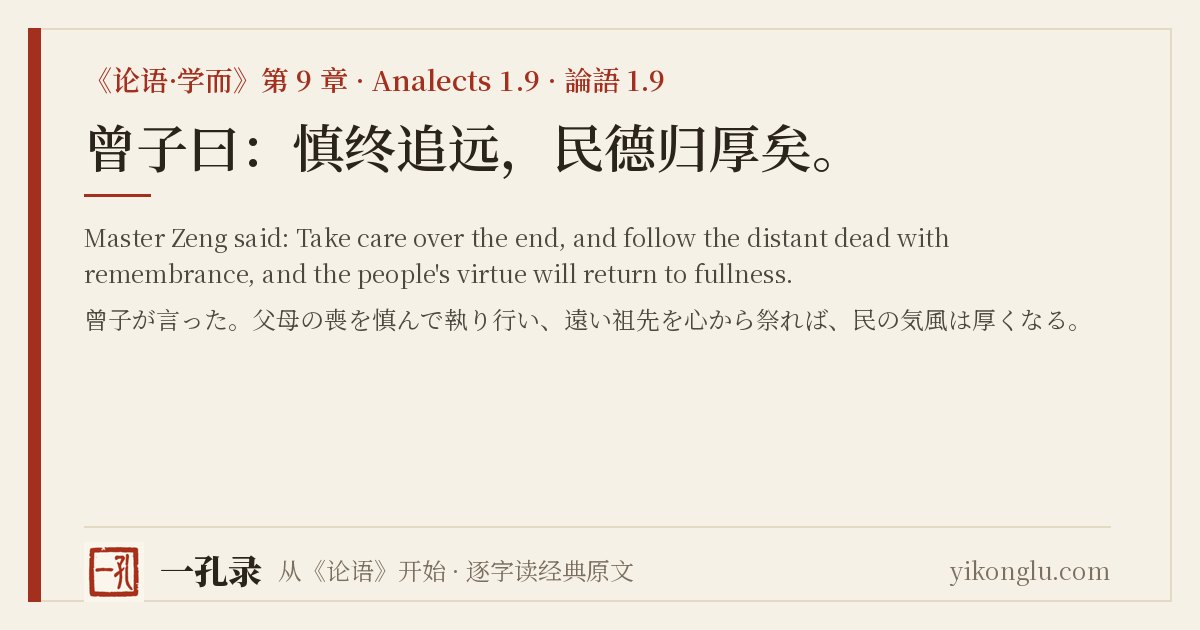 《论语·学而》第 9 章 · Analects 1.9 · 論語 1.9
曾子曰：慎终追远，民德归厚矣。
Master Zeng said: Take care over the end, and follow the distant dead with
remembrance, and the people's virtue will return to fullness.
曾子が言った。父母の喪を慎んで執り行い、遠い祖先を心から祭れば、民の気風は厚くなる。
一孔
一孔录
从《论语》开始 · 逐字读经典原文
yikonglu.com